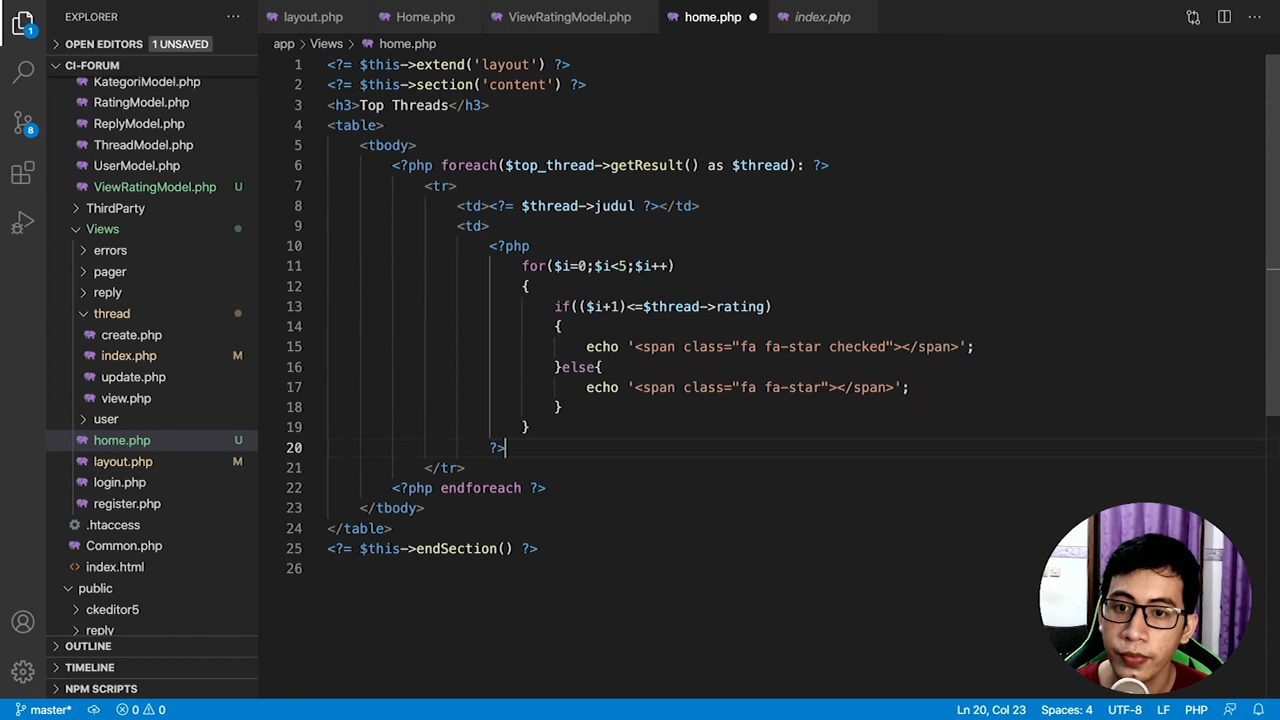 EXPLORER
layout.php
Home.php
ViewRatingModel.php
home.php
index.php
OPEN EDITORS 1 UNSAVED
app > Views > home.php
CI-FORUM
KategoriModel.php
RatingModel.php
ReplyModel.php
ThreadModel.php
UserModel.php
ViewRatingModel.php U
ThirdParty
Views
errors
pager
reply
thread
create.php
index.php M
update.php
view.php
user
home.php U
layout.php M
login.php
register.php
.htaccess
Common.php
index.html
public
ckeditor5
reply
OUTLINE
TIMELINE
NPM SCRIPTS
1 <?= $this->extend('layout') ?>
2 <?= $this->section('content') ?>
3 <h3>Top Threads</h3>
4 <table>
5 <tbody>
6 <?php foreach($top_thread->getResult() as $thread): ?>
7 <tr>
8 <td><?= $thread->judul ?></td>
9 <td>
10 <?php
11 for($i=0;$i<5;$i++)
12 {
13 if(($i+1)<=$thread->rating)
14 {
15 echo '<span class="fa fa-star checked"></span>';
16 }else{
17 echo '<span class="fa fa-star"></span>';
18 }
19 }
20 ?>
21 </tr>
22 <?php endforeach ?>
23 </tbody>
24 </table>
25 <?= $this->endSection() ?>
26
1
8
master*
0 0
Ln 20, Col 23
Spaces: 4
UTF-8
LF
PHP